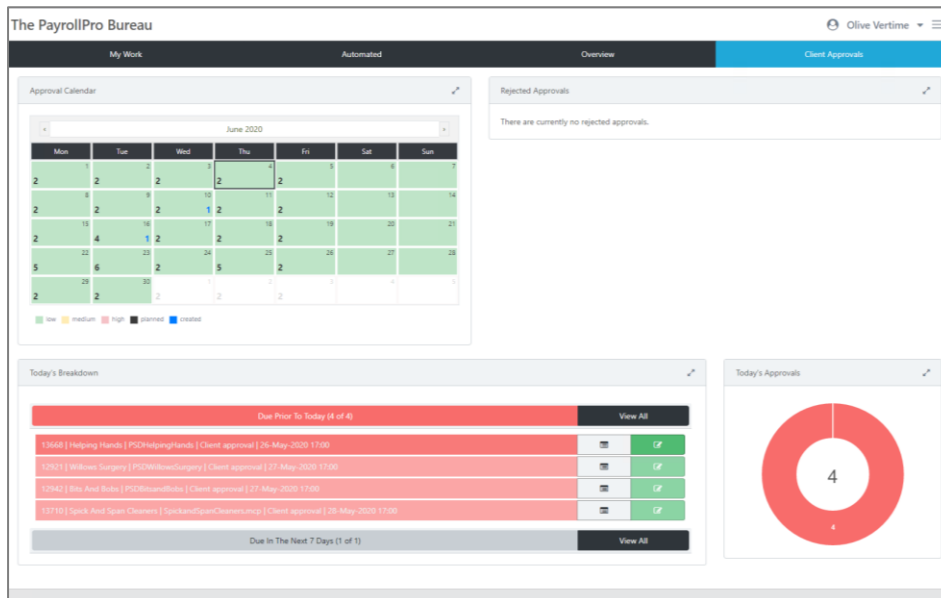 The PayrollPro Bureau
Olive Vertime
My Work Automated Overview Client Approvals
Approval Calendar
Rejected Approvals
There are currently no rejected approvals.
June 2020
Mon Tue Wed Thu Fri Sat Sun
1 2 3 4 5 6 7
2 2 2 2 2
8 9 10 11 12 13 14
2 2 2 1 2 2
15 16 17 18 19 20 21
2 4 1 2 2 2
22 23 24 25 26 27 28
5 6 2 5 2
29 30 1 2 3 4 5
2 2 2 2 2
low medium high planned created
Today's Breakdown
Today's Approvals
Due Prior To Today (4 of 4) View All
13668 | Helping Hands | PSDHelpingHands | Client approval | 26-May-2020 17:00
12921 | Willows Surgery | PSDWillowsSurgery | Client approval | 27-May-2020 17:00
12942 | Bits And Bobs | PSDBitsandBobs | Client approval | 27-May-2020 17:00
13710 | Spick And Span Cleaners | SpickandSpanCleaners.mcp | Client approval | 28-May-2020 17:00
Due In The Next 7 Days (1 of 1) View All
4
4